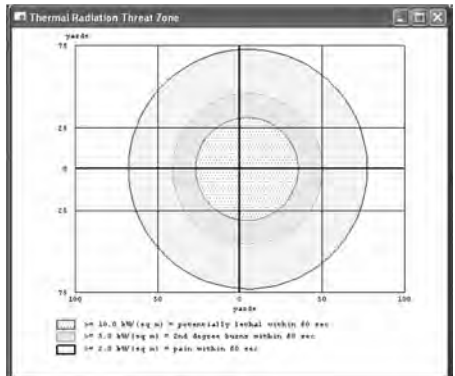 Thermal Radiation Threat Zone
yards
75
25
0
25
75
100 50 0 50 100
yards
>= 10.0 kW/(sq m) = potentially lethal within 60 sec
>= 5.0 kW/(sq m) = 2nd degree burns within 60 sec
>= 2.0 kW/(sq m) = pain within 60 sec